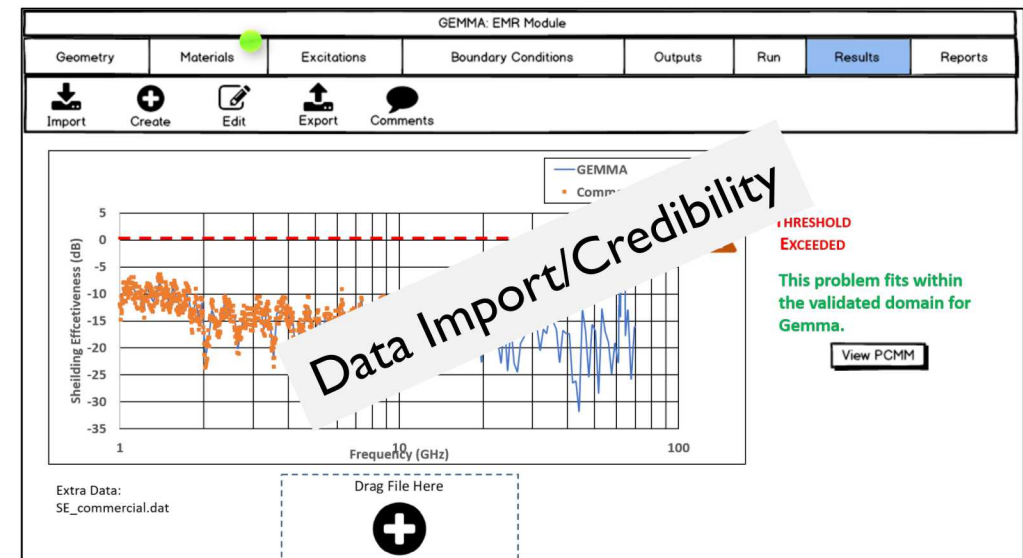 GEMMA: EMR Module
Geometry Materials Excitations Boundary Conditions Outputs Run Results Reports
Import Create Edit Export Comments
GEMMA
Data Import/Credibility
THRESHOLD
EXCEEDED
This problem fits within
the validated domain for
Gemma.
View PCMM
Sheilding Effcetiveness (dB)
5
0
-5
-10
-15
-20
-25
-30
-35
1 10 100
Frequency (GHz)
Extra Data:
SE_commercial.dat
Drag File Here